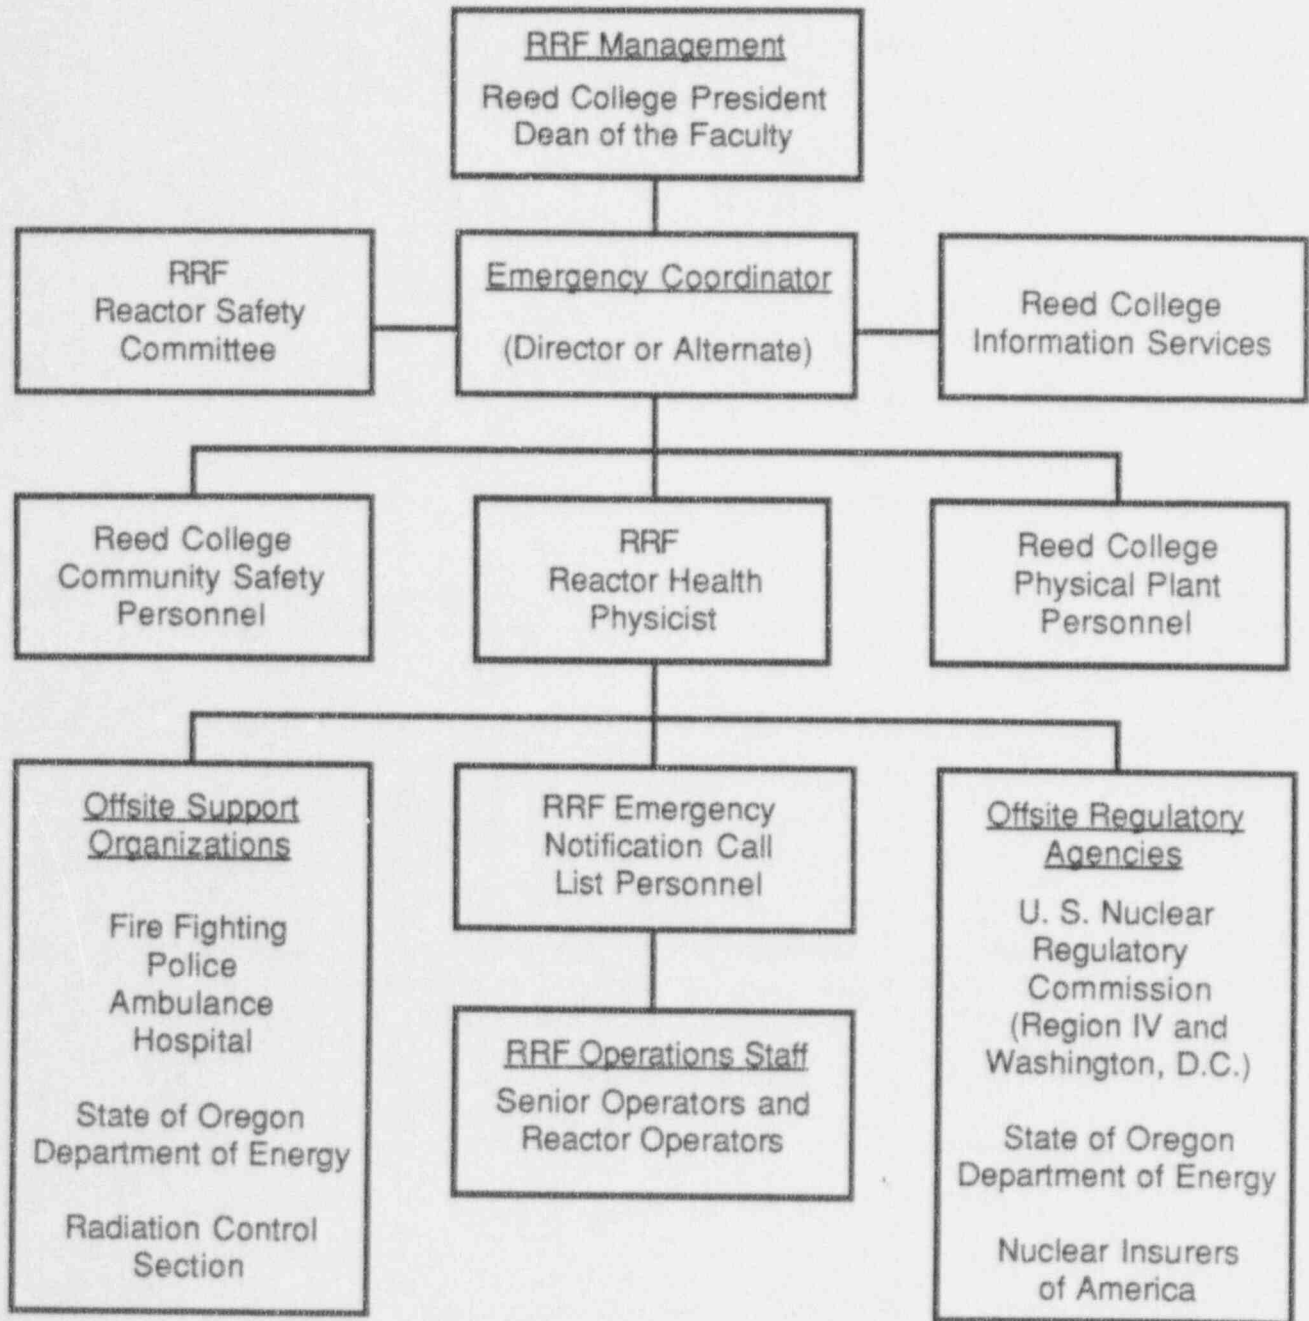 RRF Management
Reed College President
Dean of the Faculty
RRF
Reactor Safety
Committee
Emergency Coordinator
(Director or Alternate)
Reed College
Information Services
Reed College
Community Safety
Personnel
RRF
Reactor Health
Physicist
Reed College
Physical Plant
Personnel
Offsite Support
Organizations
Fire Fighting
Police
Ambulance
Hospital
State of Oregon
Department of Energy
Radiation Control
Section
RRF Emergency
Notification Call
List Personnel
RRF Operations Staff
Senior Operators and
Reactor Operators
Offsite Regulatory
Agencies
U. S. Nuclear
Regulatory
Commission
(Region IV and
Washington, D.C.)
State of Oregon
Department of Energy
Nuclear Insurers
of America